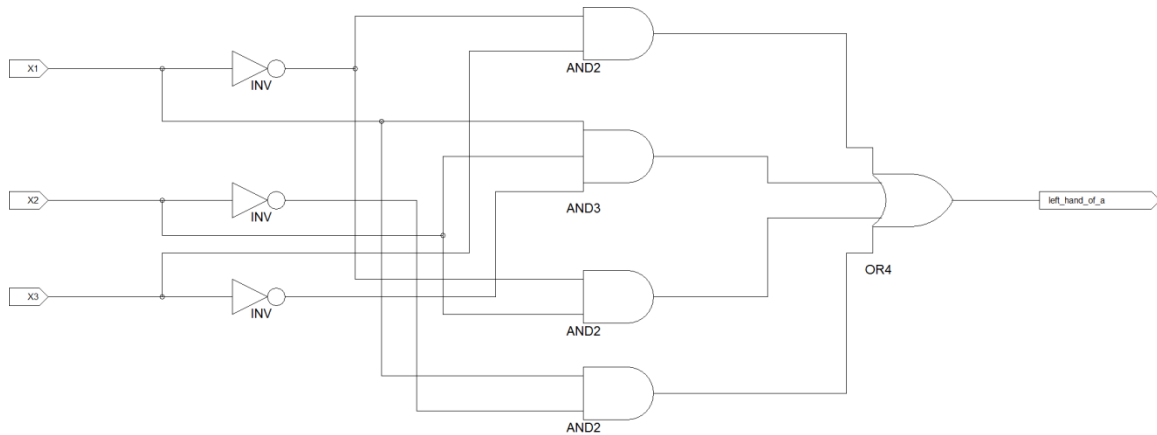 AND2
X1
INV
AND3
X2
INV
left_hand_of_a
OR4
X3
INV
AND2
AND2